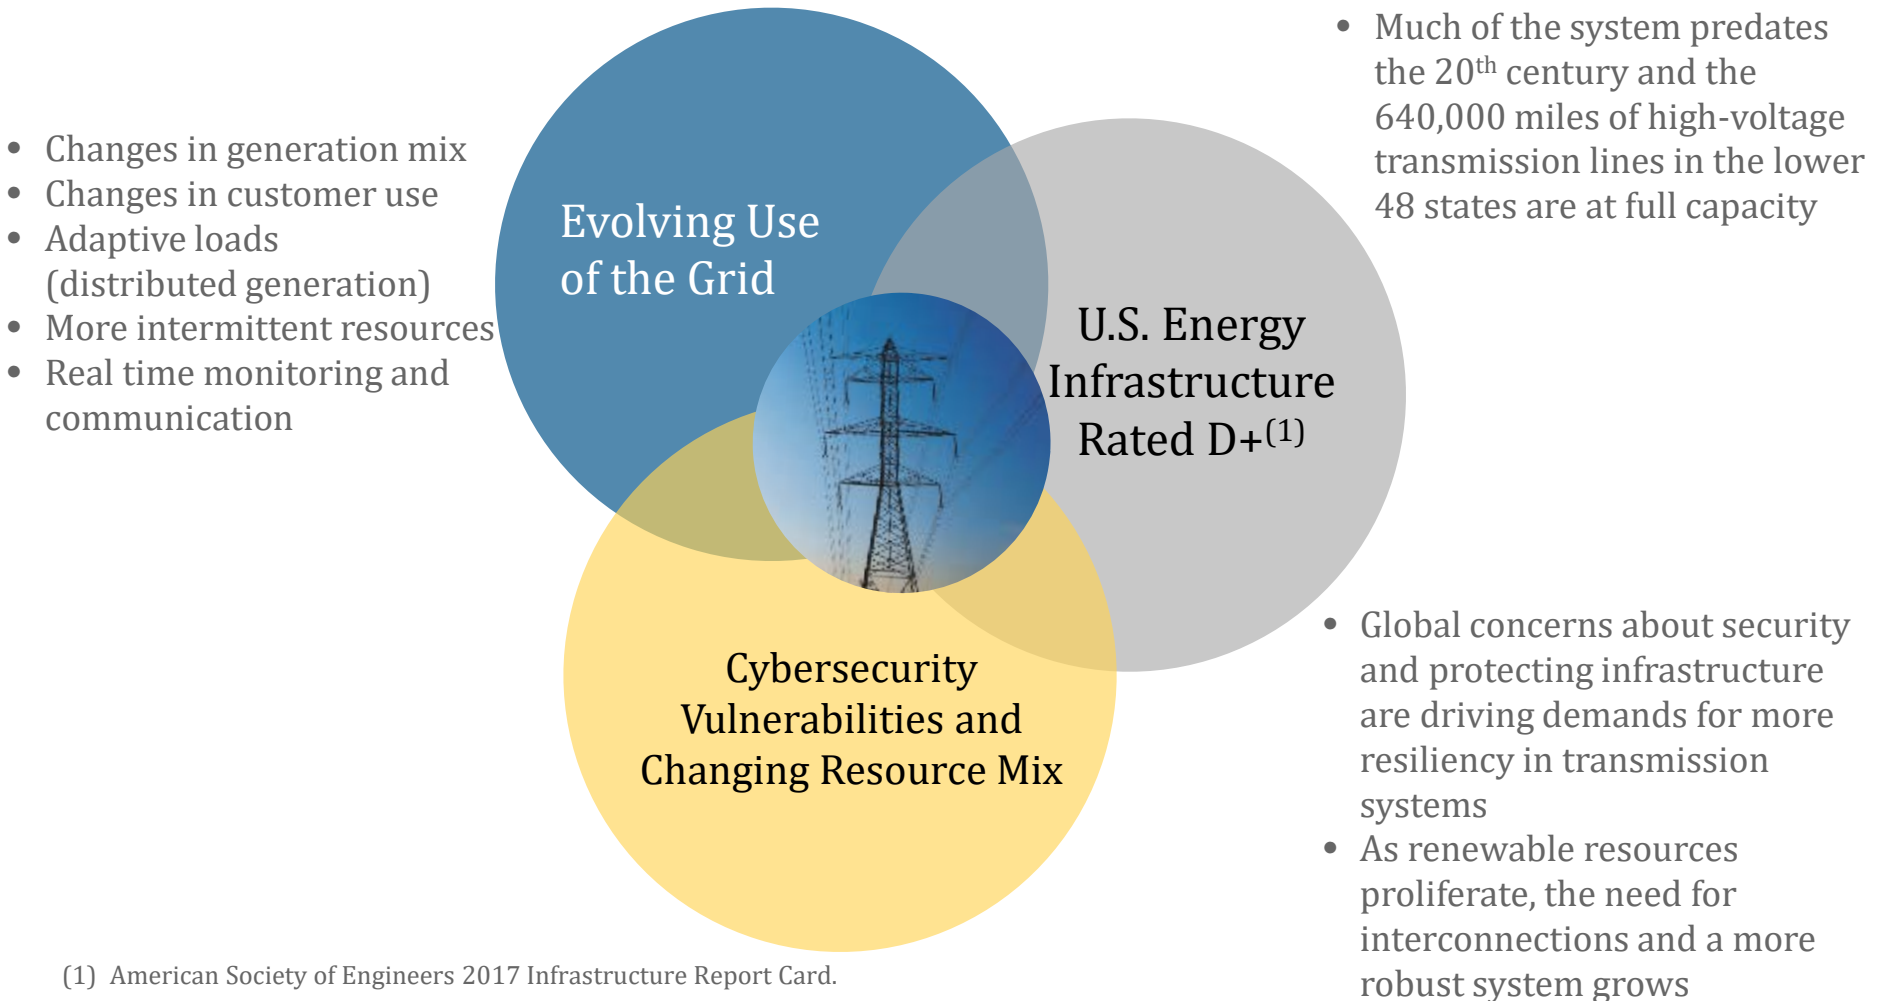 • Changes in generation mix
• Changes in customer use
• Adaptive loads
(distributed generation)
• More intermittent resources
• Real time monitoring and
communication
Evolving Use
of the Grid
• Much of the system predates
the 20th century and the
640,000 miles of high-voltage
transmission lines in the lower
48 states are at full capacity
U.S. Energy
Infrastructure
Rated D+(1)
Cybersecurity
Vulnerabilities and
Changing Resource Mix
• Global concerns about security
and protecting infrastructure
are driving demands for more
resiliency in transmission
systems
• As renewable resources
proliferate, the need for
interconnections and a more
robust system grows
(1) American Society of Engineers 2017 Infrastructure Report Card.